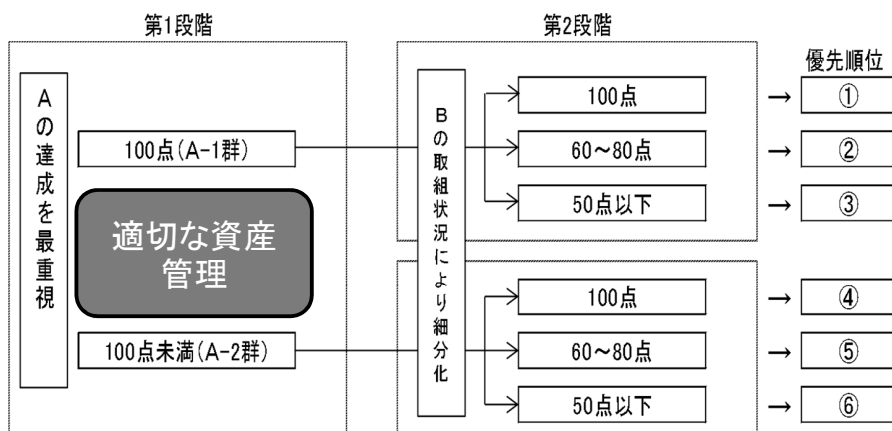 第1段階
第2段階
優先順位
Aの達成を最重視
100点(A-1群)
適切な資産
管理
100点未満(A-2群)
Bの取組状況により細分化
100点
→
①
60～80点
→
②
50点以下
→
③
100点
→
④
60～80点
→
⑤
50点以下
→
⑥